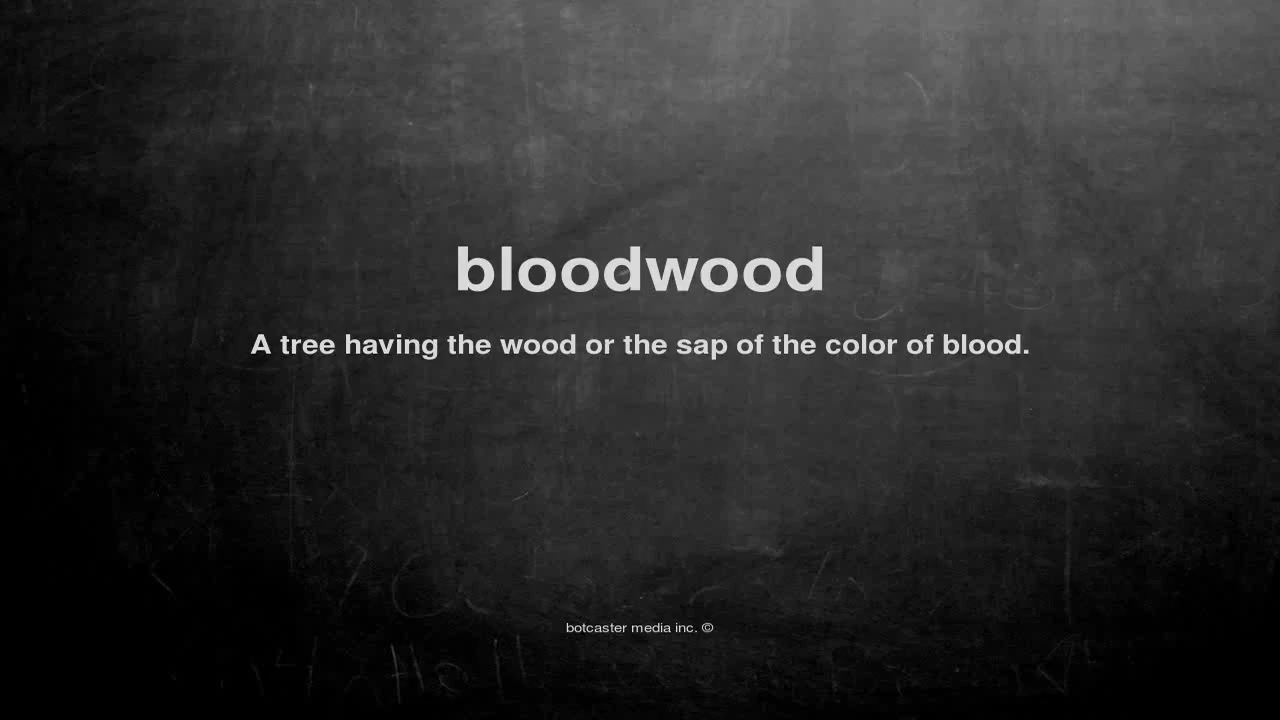 bloodwood
A tree having the wood or the sap of the color of blood.
botcaster media inc. ©